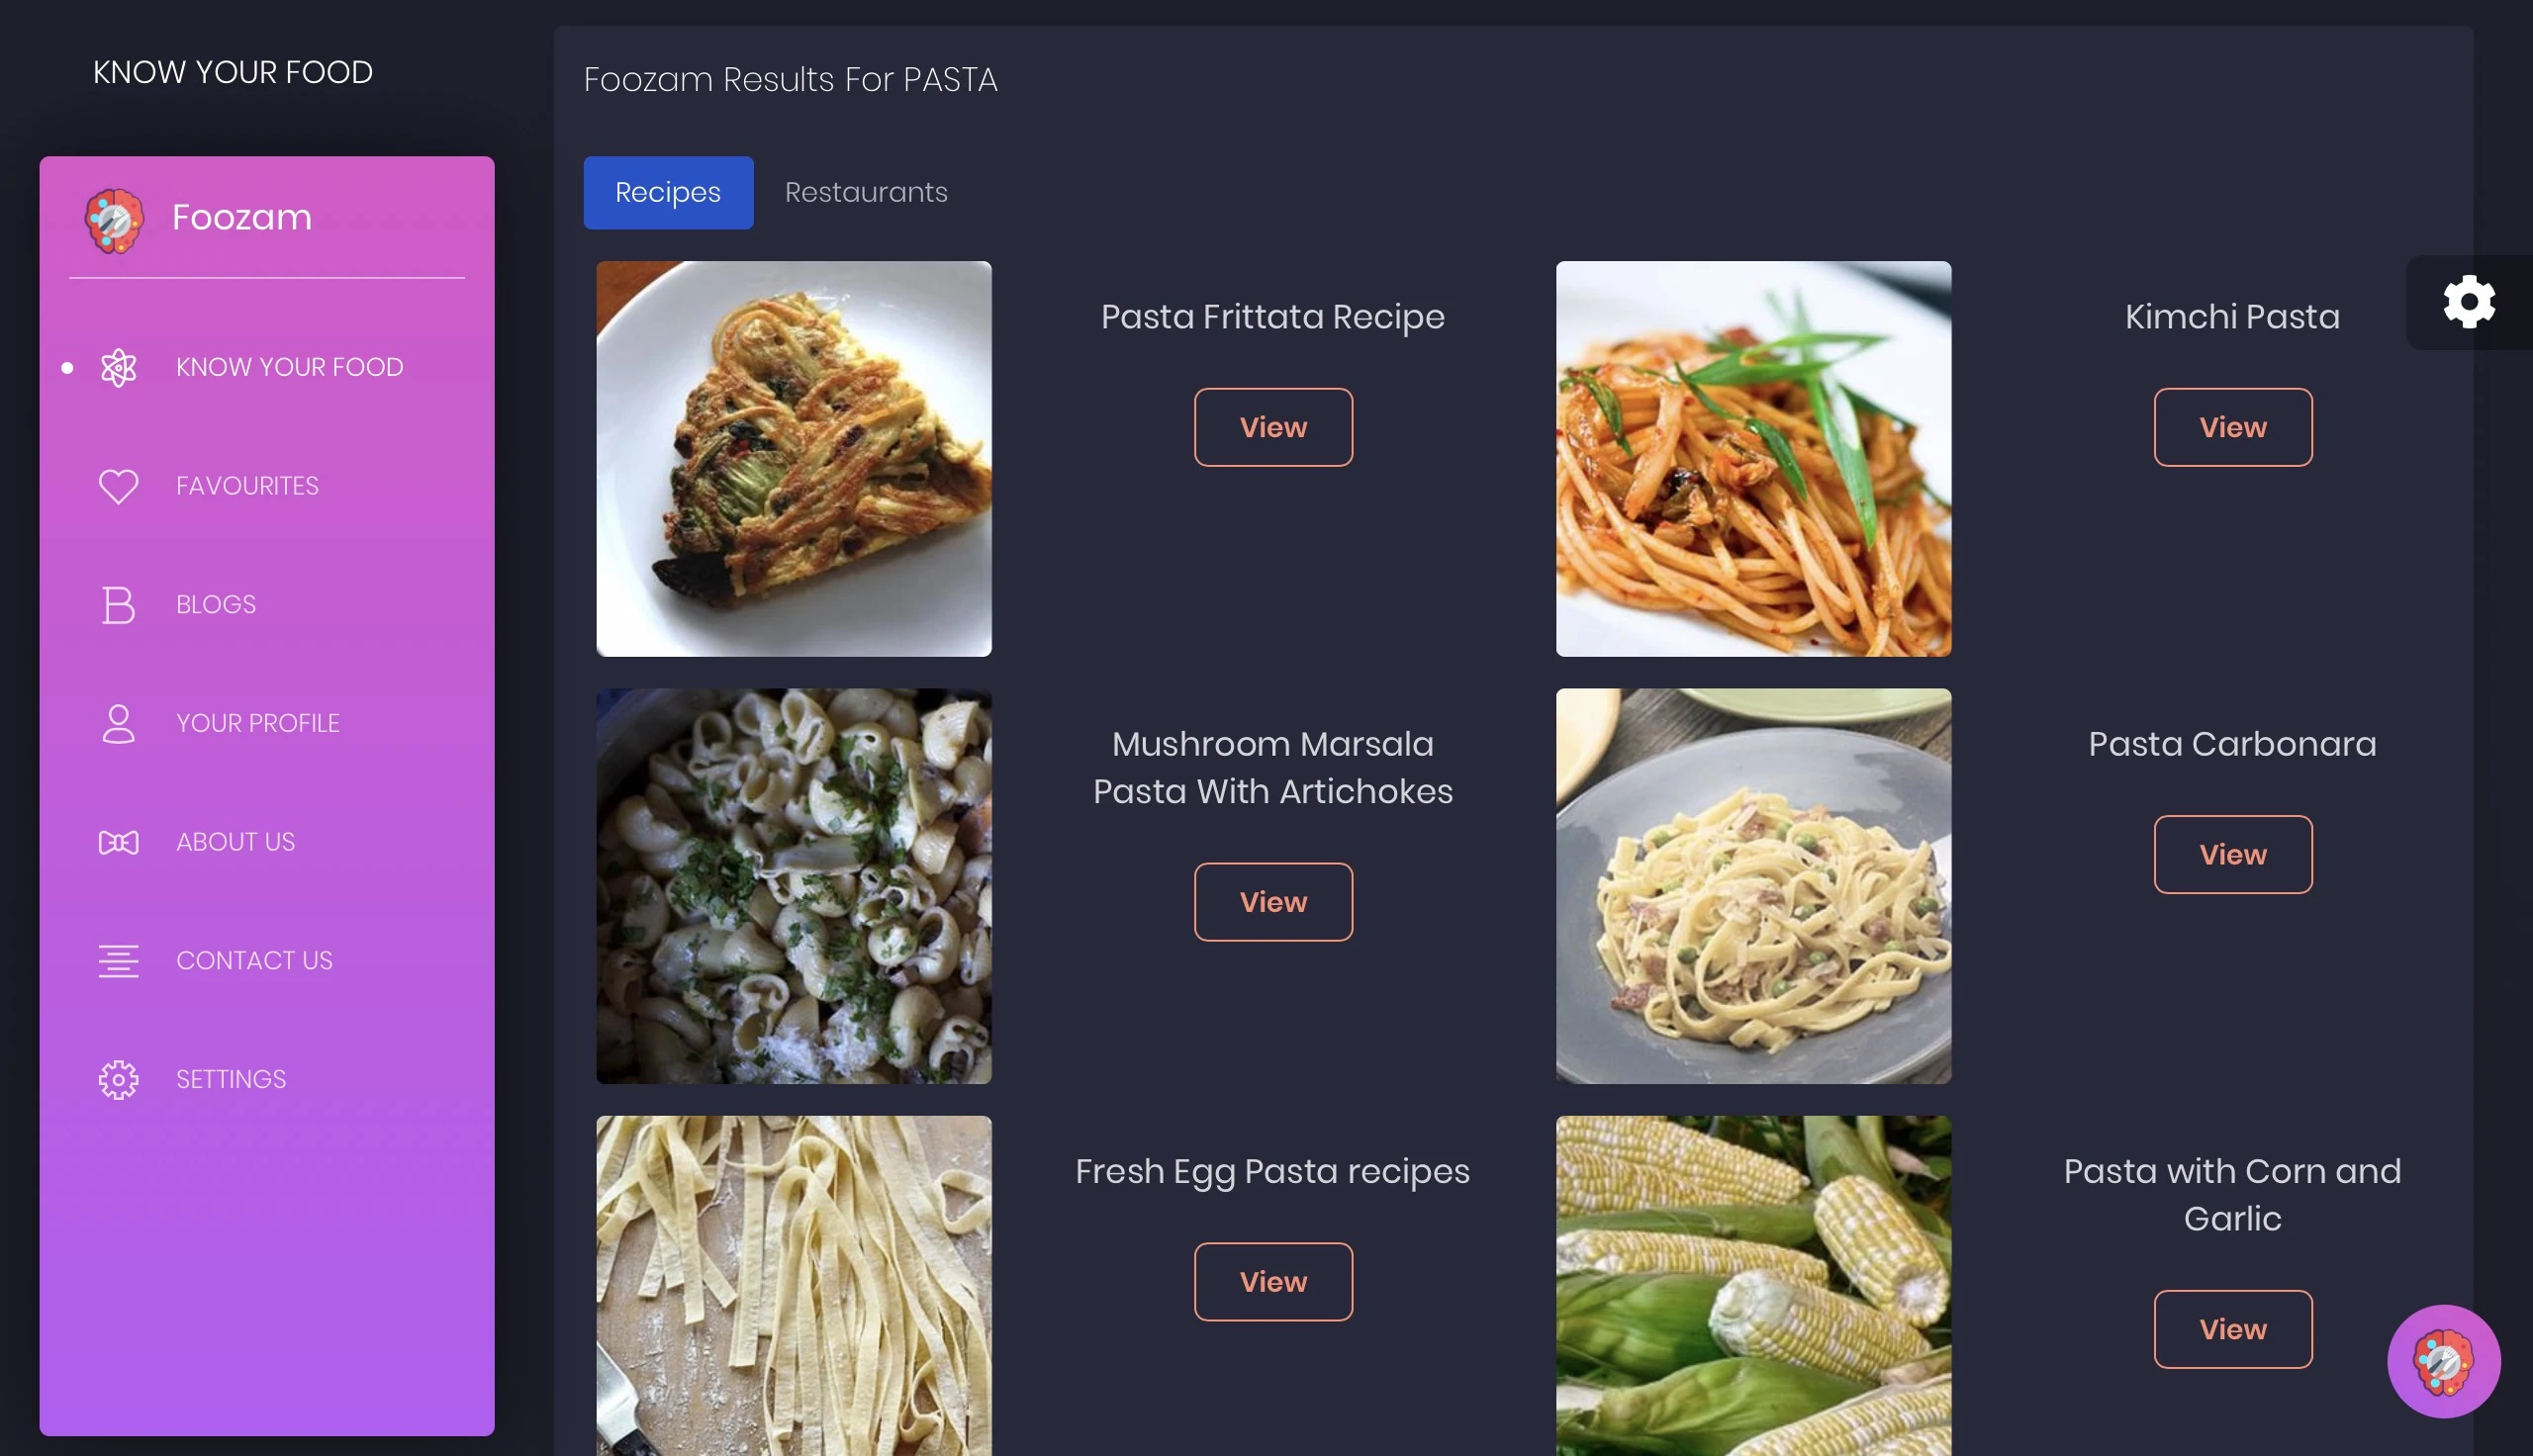 KNOW YOUR FOOD
Foozam
KNOW YOUR FOOD
FAVOURITES
BLOGS
YOUR PROFILE
ABOUT US
CONTACT US
SETTINGS
Foozam Results For PASTA
Recipes
Restaurants
Pasta Frittata Recipe
View
Kimchi Pasta
View
Mushroom Marsala
Pasta With Artichokes
View
Pasta Carbonara
View
Fresh Egg Pasta recipes
View
Pasta with Corn and
Garlic
View